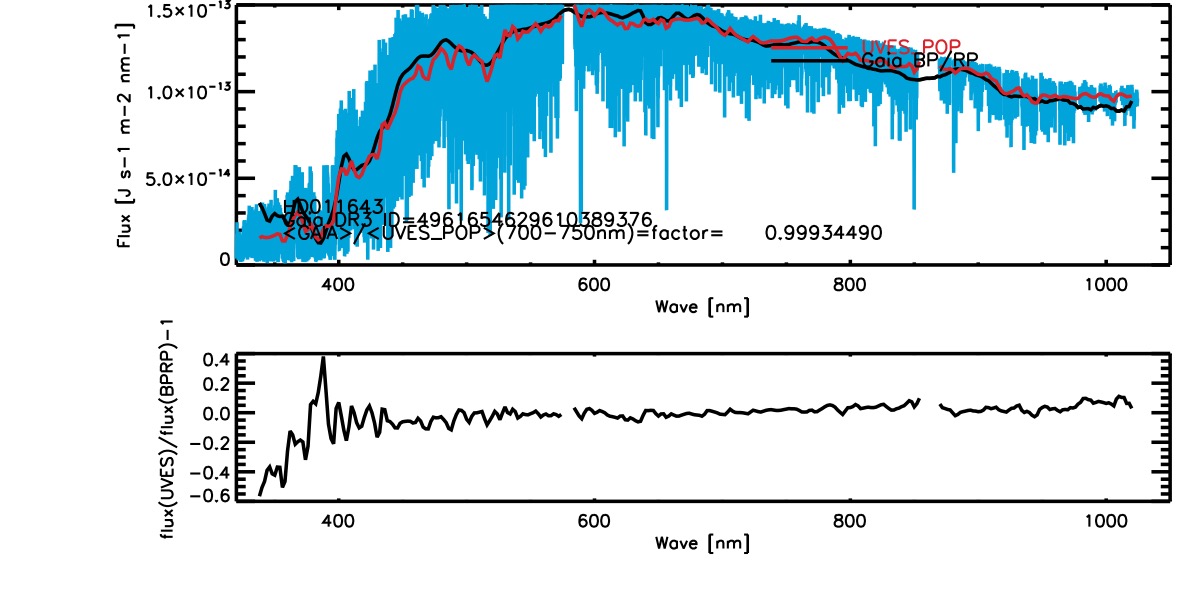 1.5×10−13
1.0×10−13
5.0×10−14
0
Flux [J s−1 m−2 nm−1]
UVES_POP
Gaia BP/RP
HD011643
Gaia DR3 ID=4961654629610389376
<GAIA>/<UVES_POP>(700−750nm)=factor= 0.99934490
400 600 800 1000
Wave [nm]
flux(UVES)/flux(BPRP)−1
0.4
0.2
0.0
−0.2
−0.4
−0.6
400 600 800 1000
Wave [nm]